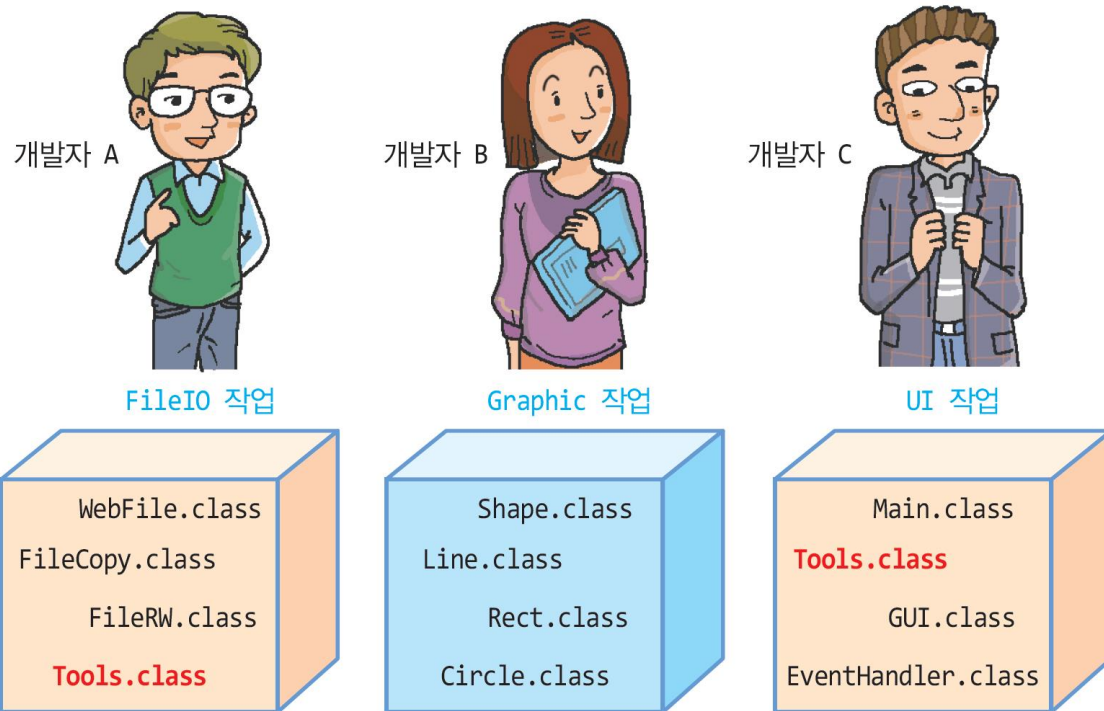 개발자 A
개발자 B
개발자 C
FileIO 작업
Graphic 작업
UI 작업
WebFile.class
FileCopy.class
FileRW.class
Tools.class
Shape.class
Line.class
Rect.class
Circle.class
Main.class
Tools.class
GUI.class
EventHandler.class